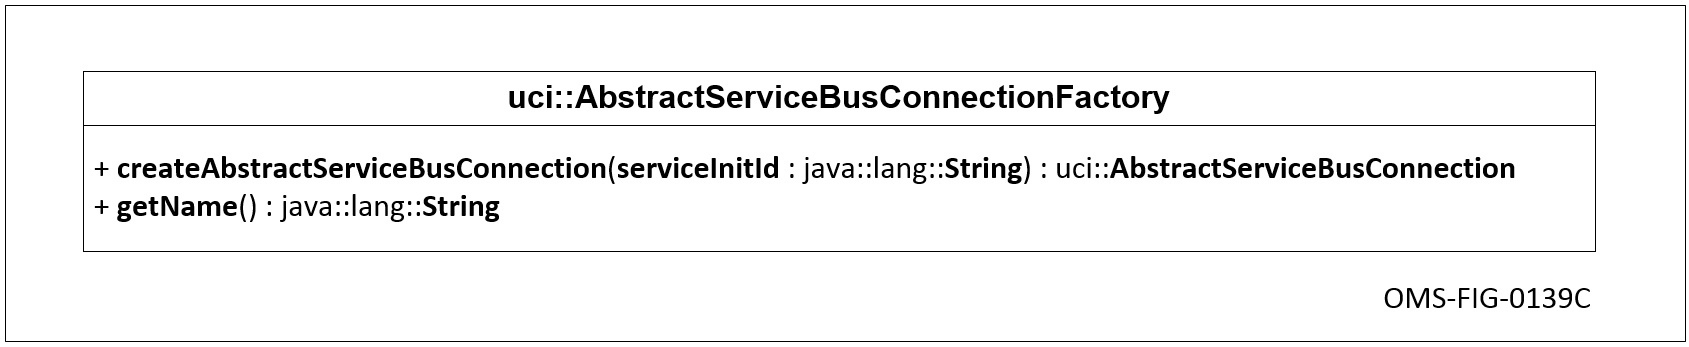 uci::AbstractServiceBusConnectionFactory
+ createAbstractServiceBusConnection(serviceInitId : java::lang::String) : uci::AbstractServiceBusConnection
+ getName() : java::lang::String
OMS-FIG-0139C